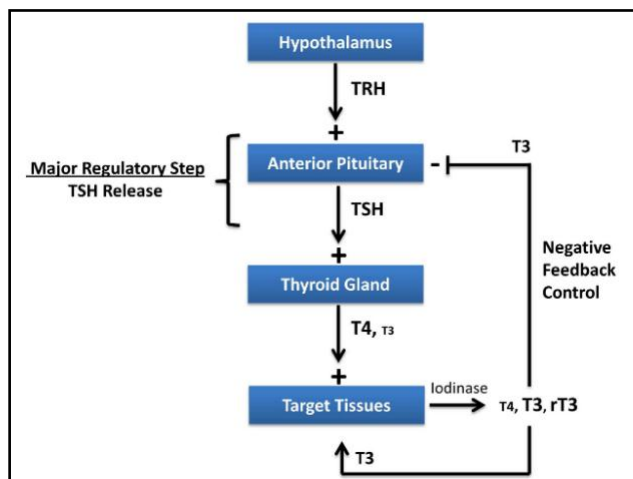 Hypothalamus
TRH
+
Major Regulatory Step
TSH Release
Anterior Pituitary
-
T3
TSH
+
Negative
Feedback
Control
Thyroid Gland
T4, T3
+
Target Tissues
Iodinase
T4, T3, rT3
T3